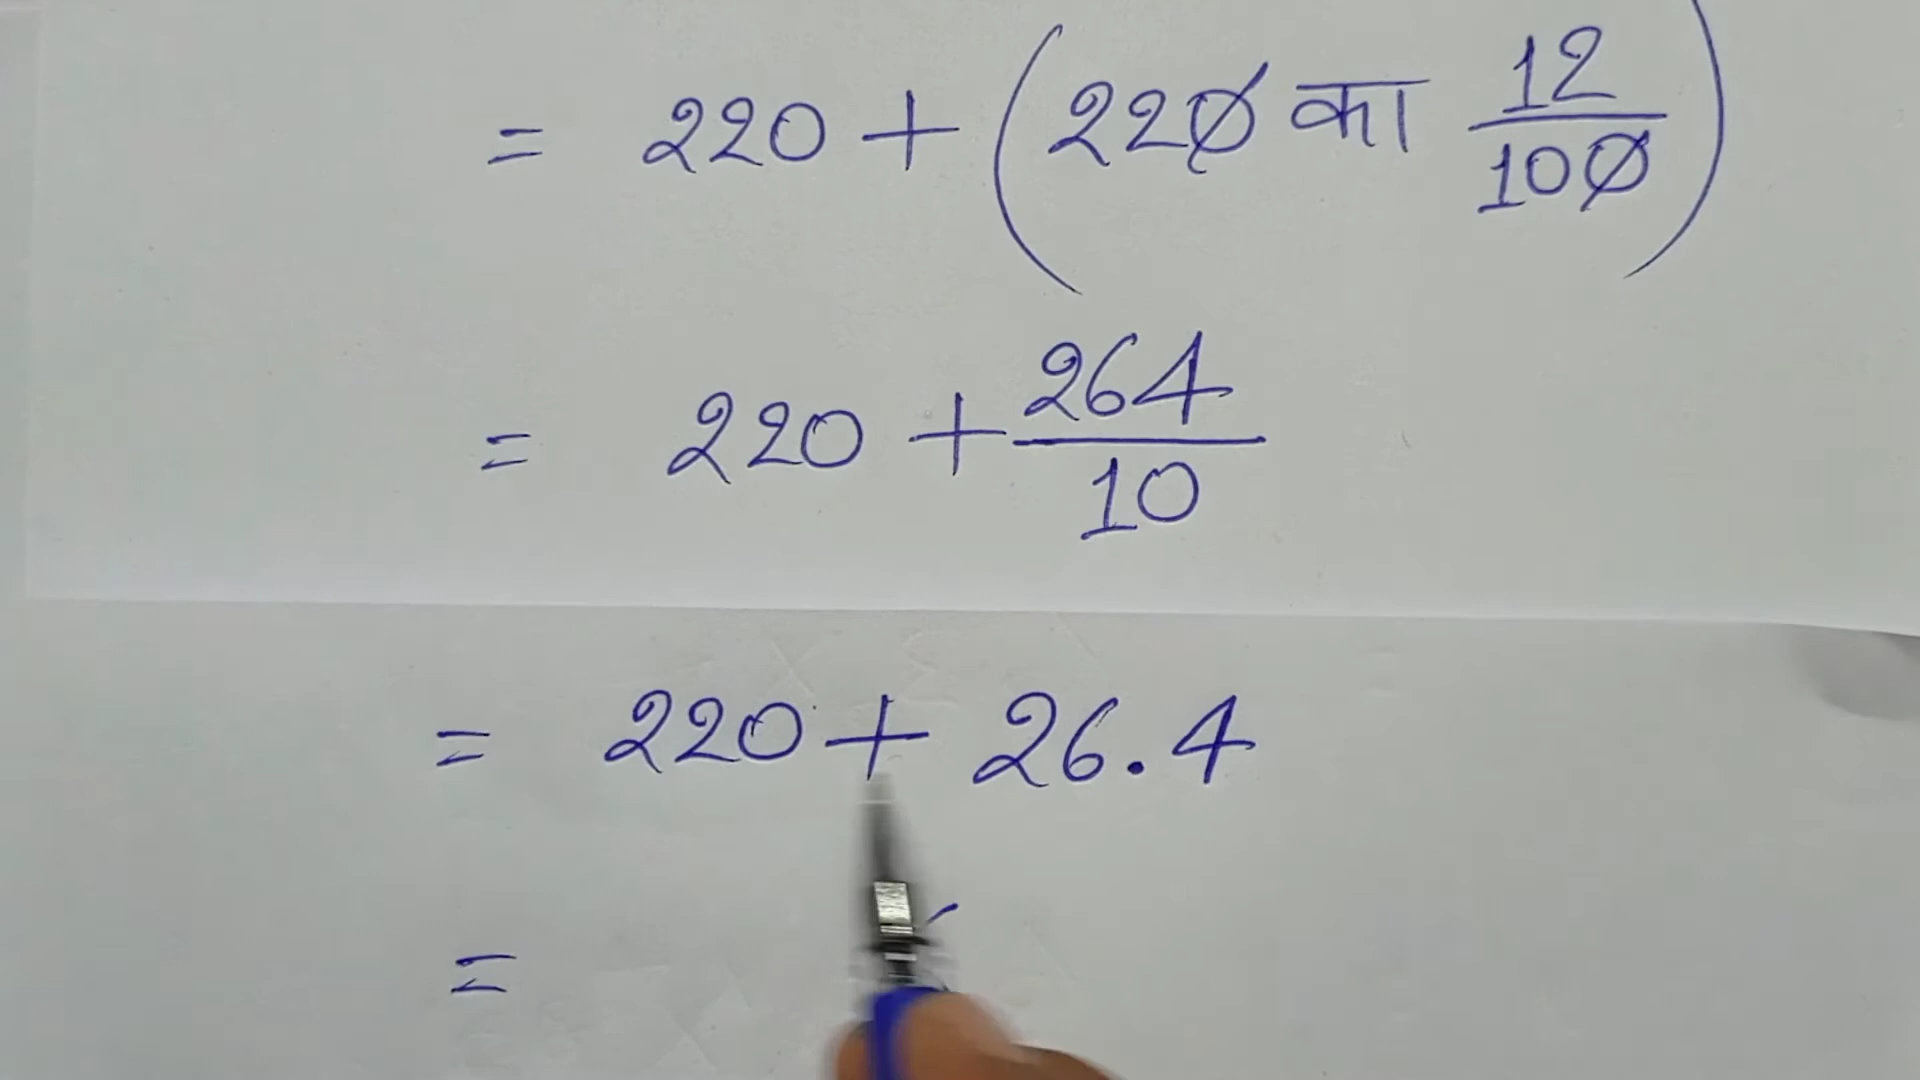 = 220 + (220 का 12/100)
= 220 + 264/10
= 220 + 26.4
=